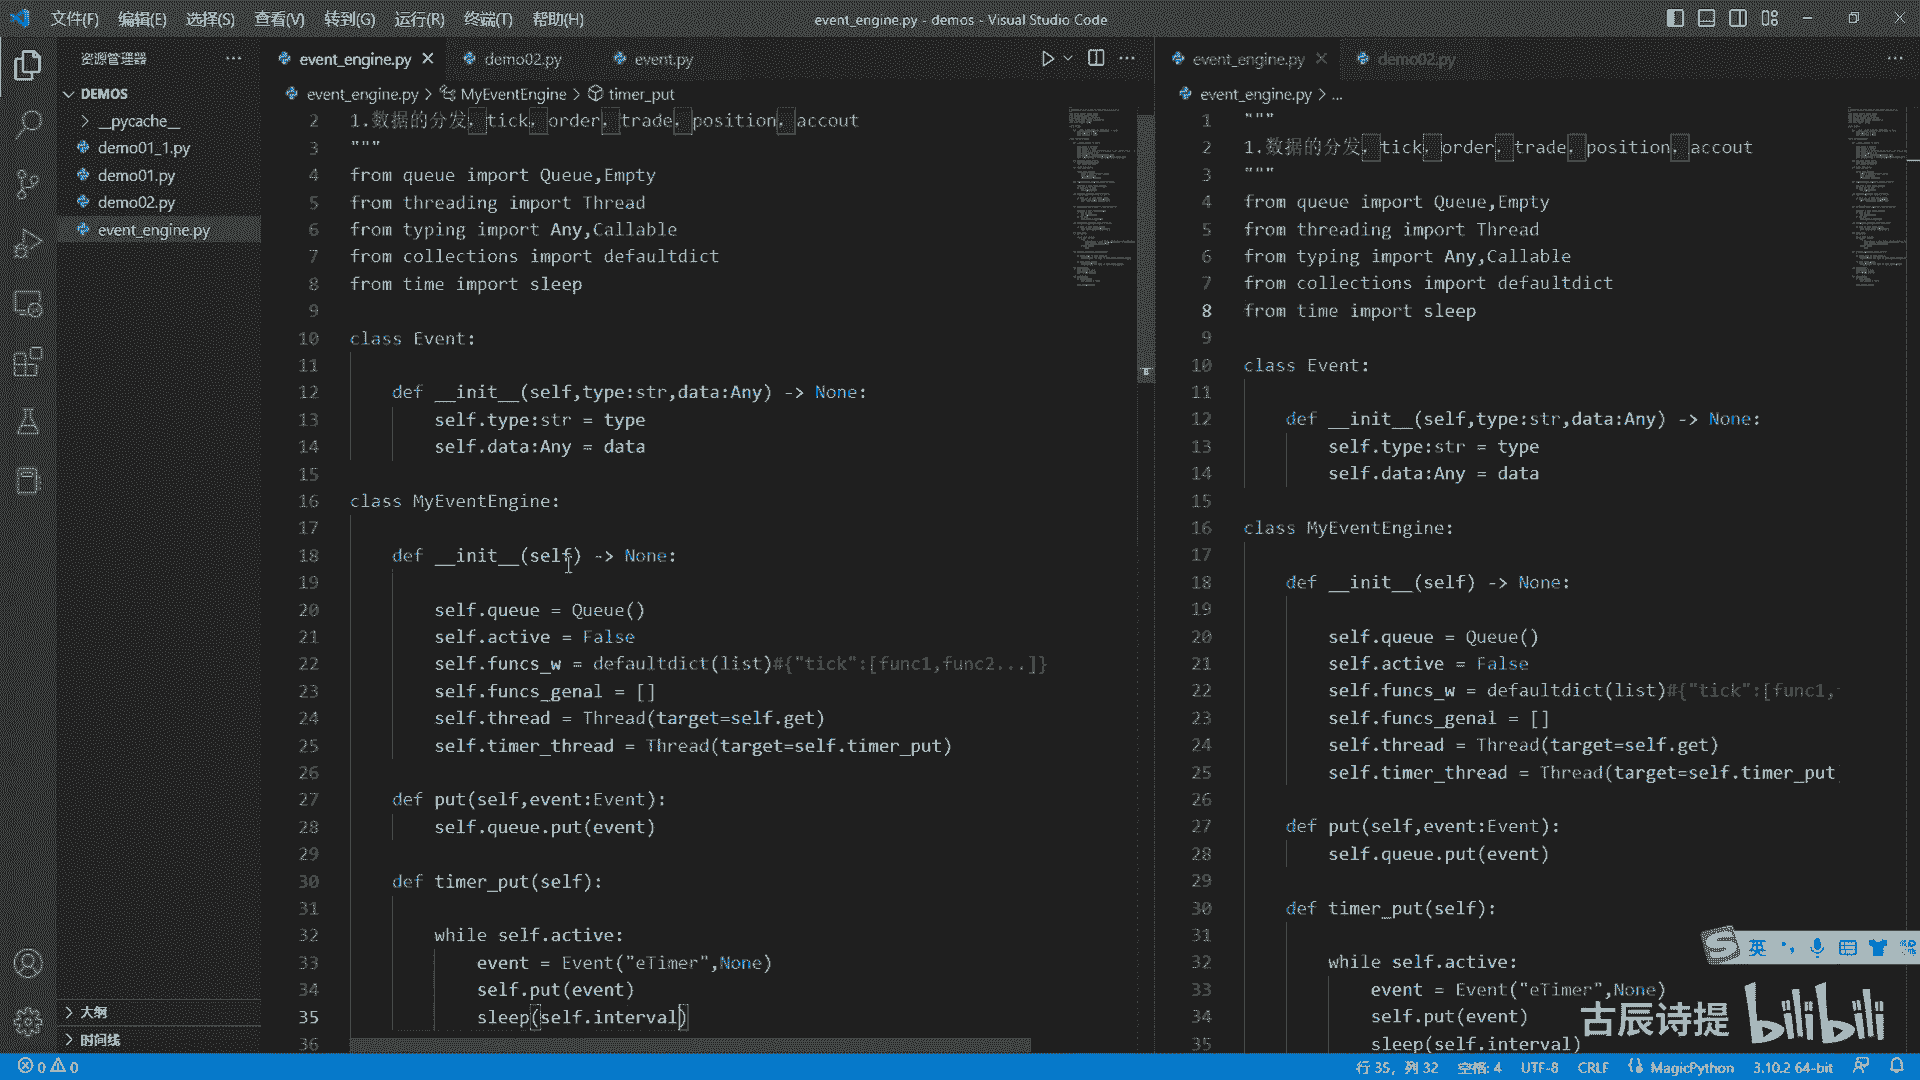 文件(F) 编辑(E) 选择(S) 查看(V) 转到(G) 运行(R) 终端(T) 帮助(H)
event_engine.py - demos - Visual Studio Code
资源管理器
DEMOS
__pycache__
demo01_1.py
demo01.py
demo02.py
event_engine.py
大纲
时间线
event_engine.py demo02.py event.py
event_engine.py > MyEventEngine > timer_put
2 1.数据的分发，tick，order，trade，position，accout
3 """
4 from queue import Queue,Empty
5 from threading import Thread
6 from typing import Any,Callable
7 from collections import defaultdict
8 from time import sleep
9
10 class Event:
11
12 def __init__(self,type:str,data:Any) -> None:
13 self.type:str = type
14 self.data:Any = data
15
16 class MyEventEngine:
17
18 def __init__(self) -> None:
19
20 self.queue = Queue()
21 self.active = False
22 self.funcs_w = defaultdict(list)#{"tick":[func1,func2...]}
23 self.funcs_genal = []
24 self.thread = Thread(target=self.get)
25 self.timer_thread = Thread(target=self.timer_put)
26
27 def put(self,event:Event):
28 self.queue.put(event)
29
30 def timer_put(self):
31
32 while self.active:
33 event = Event("eTimer",None)
34 self.put(event)
35 sleep(self.interval)
36
event_engine.py demo02.py
event_engine.py > ...
1 """
2 1.数据的分发，tick，order，trade，position，accout
3 """
4 from queue import Queue,Empty
5 from threading import Thread
6 from typing import Any,Callable
7 from collections import defaultdict
8 from time import sleep
9
10 class Event:
11
12 def __init__(self,type:str,data:Any) -> None:
13 self.type:str = type
14 self.data:Any = data
15
16 class MyEventEngine:
17
18 def __init__(self) -> None:
19
20 self.queue = Queue()
21 self.active = False
22 self.funcs_w = defaultdict(list)#{"tick":[func1,
23 self.funcs_genal = []
24 self.thread = Thread(target=self.get)
25 self.timer_thread = Thread(target=self.timer_put
26
27 def put(self,event:Event):
28 self.queue.put(event)
29
30 def timer_put(self):
31
32 while self.active:
33 event = Event("eTimer",None)
34 self.put(event)
35 sleep(self.interval)
英
古辰诗提 bilibili
0 0
行 35，列 32 空格: 4 UTF-8 CRLF MagicPython 3.10.2 64-bit